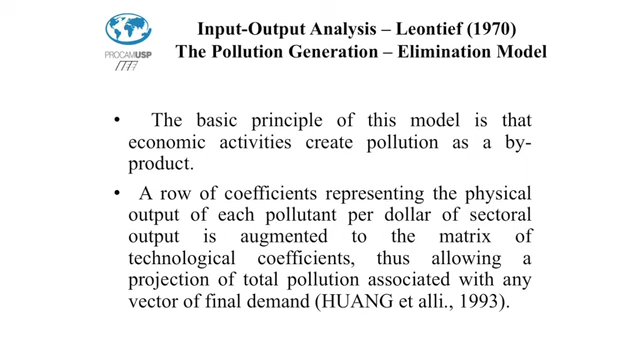 Input-Output Analysis – Leontief (1970)
The Pollution Generation – Elimination Model
PROCAMUSP
• The basic principle of this model is that
economic activities create pollution as a by-
product.
• A row of coefficients representing the physical
output of each pollutant per dollar of sectoral
output is augmented to the matrix of
technological coefficients, thus allowing a
projection of total pollution associated with any
vector of final demand (HUANG et alli., 1993).